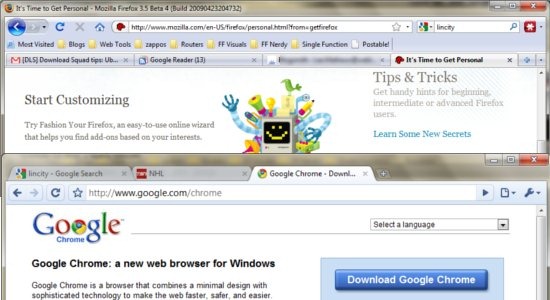 It's Time to Get Personal - Mozilla Firefox 3.5 Beta 4 (Build 20090423204732)
http://www.mozilla.com/en-US/firefox/personal.html?from=getfirefox
lincity
Most Visited Blogs Web Tools zappos Routers FF Visuals FF Nerdy Single Function Postable!
[DLS] Download Squad tips: Ub... Google Reader (13) It's Time to Get Personal
Tips & Tricks
Start Customizing
Get handy hints for beginning,
intermediate or advanced Firefox
users.
Try Fashion Your Firefox, an easy-to-use online wizard
that helps you find add-ons based on your interests.
Learn Some New Secrets
lincity - Google Search NHL Google Chrome - Downl...
http://www.google.com/chrome
Google
Chrome
Select a language
Google Chrome: a new web browser for Windows
Google Chrome is a browser that combines a minimal design with
sophisticated technology to make the web faster, safer, and easier.
Download Google Chrome